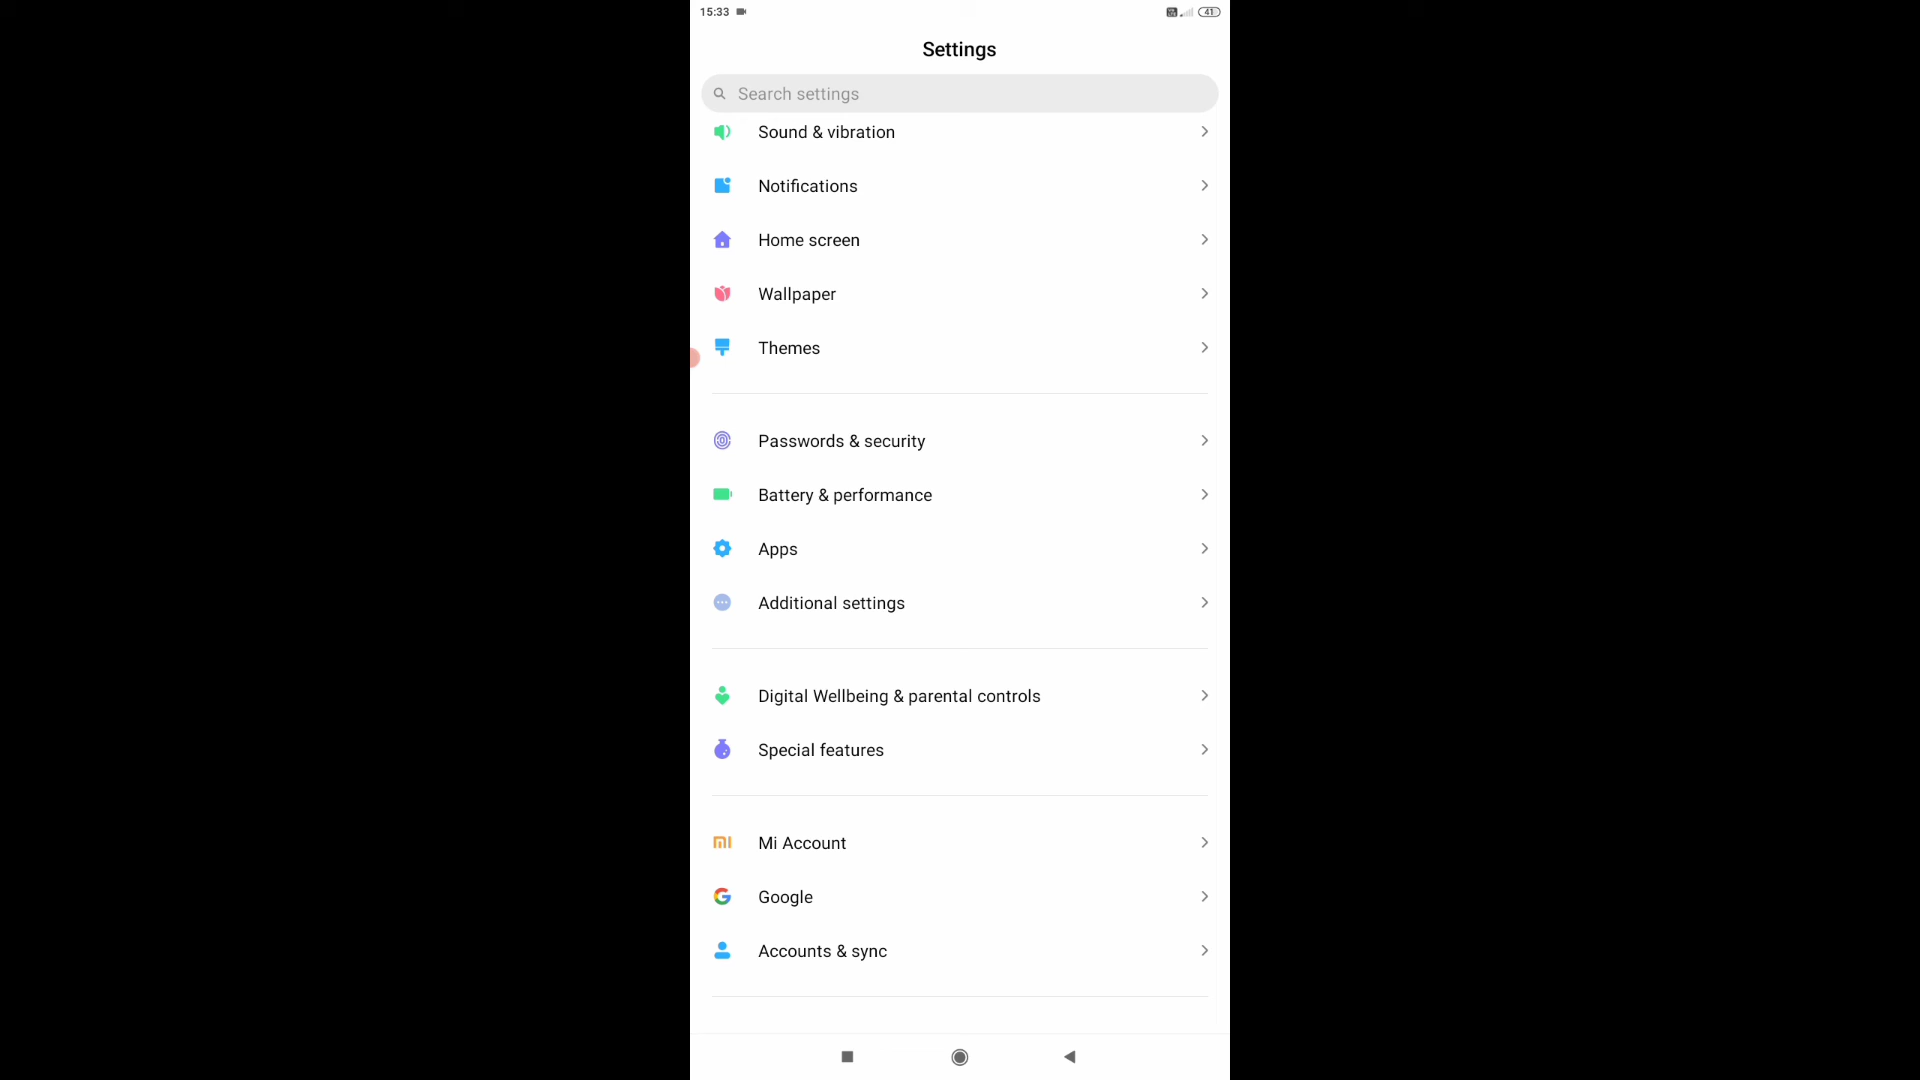 15:33
41
Settings
Search settings
Sound & vibration
Notifications
Home screen
Wallpaper
Themes
Passwords & security
Battery & performance
Apps
Additional settings
Digital Wellbeing & parental controls
Special features
Mi Account
Google
Accounts & sync